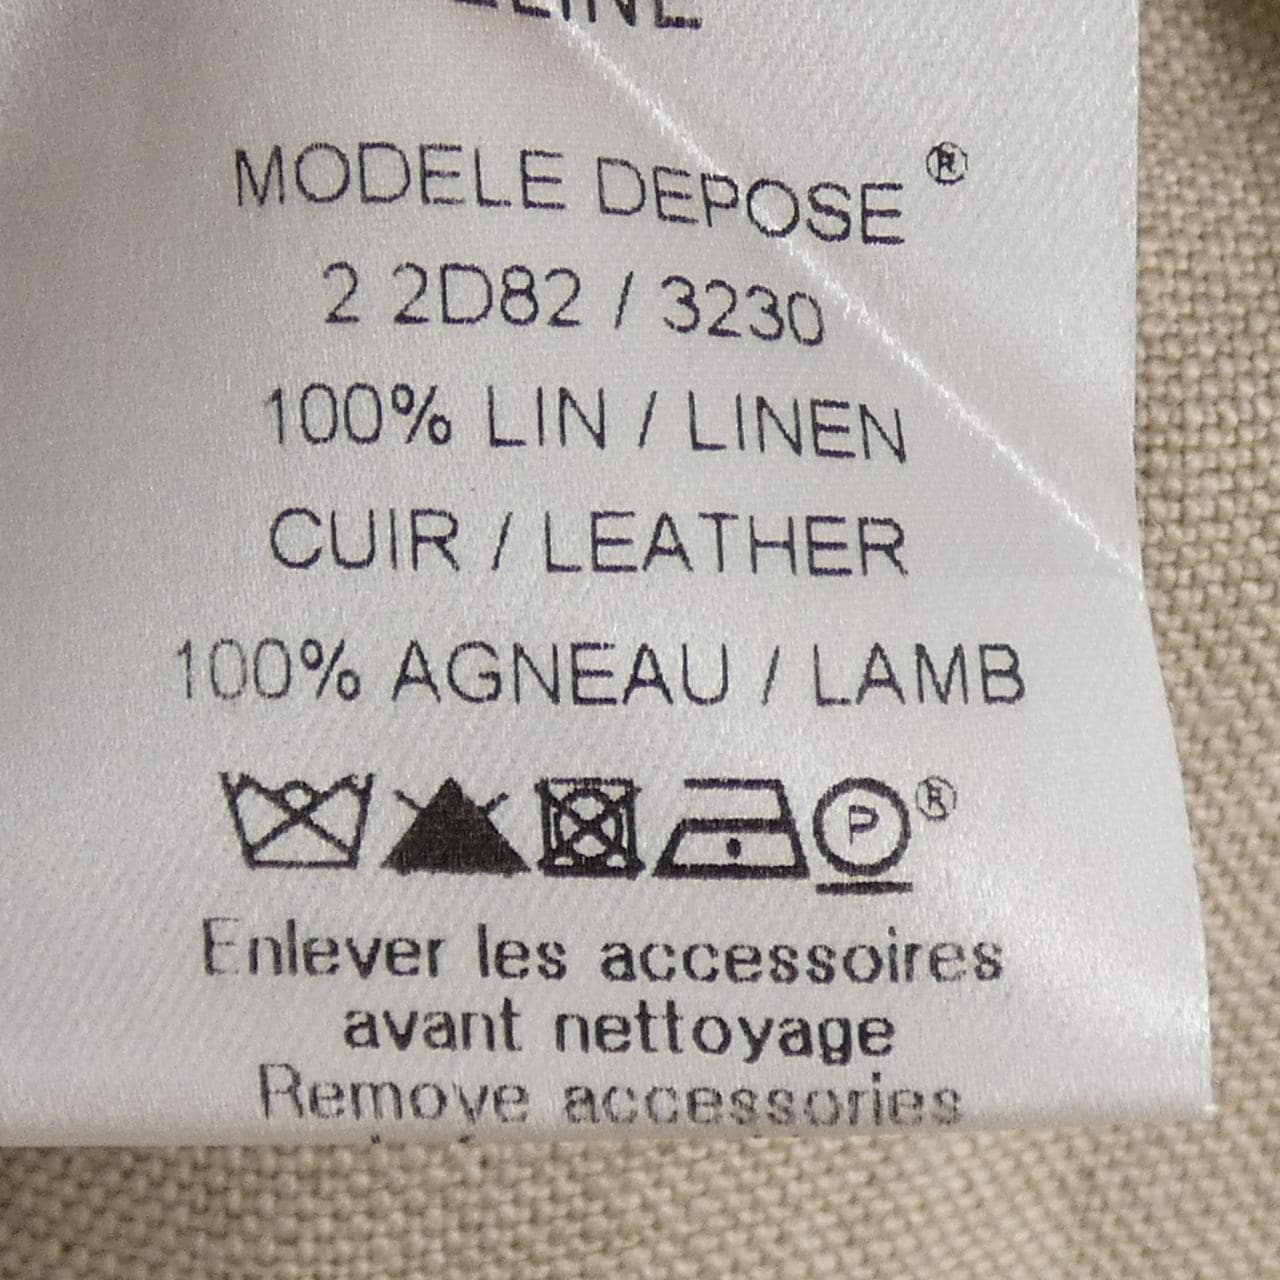 MODELE DEPOSE ®
2 2D82 / 3230
100% LIN / LINEN
CUIR / LEATHER
100% AGNEAU / LAMB
P ®
Enlever les accessoires
avant nettoyage
Remove accessories